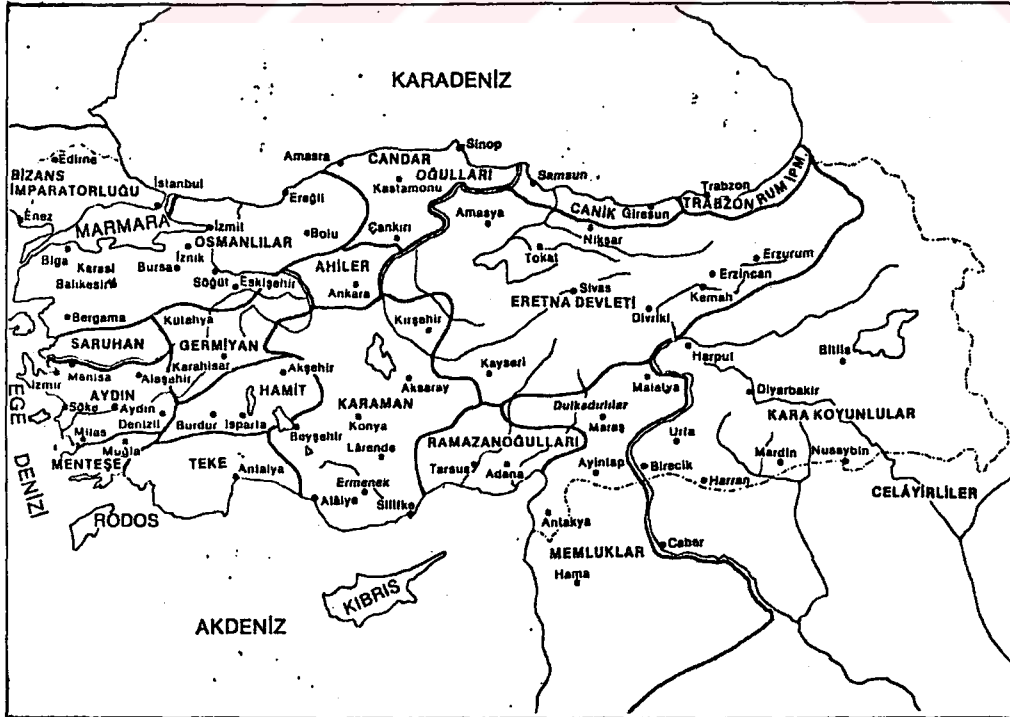 KARADENİZ
Sinop
Edirne
Amasra
CANDAR
OĞULLARI
BİZANS
İMPARATORLUĞU
İstanbul
Kastamonu
Samsun
Trabzon
TRABZON RUM İPM.
Ereğli
CANİK
Giresun
Enez
MARMARA
İzmit
Amasya
OSMANLILAR
Bolu
Çankırı
Niksar
Tokat
İznik
Biga
Karasi
Bursa
AHİLER
Erzurum
Erzincan
Balıkesir
Söğüt
Eskişehir
Ankara
Sivas
Kemah
ERETNA DEVLETİ
Bergama
Kütahya
Kırşehir
Divriki
SARUHAN
GERMİYAN
Harput
Bitlis
İzmir
Manisa
Alaşehir
Karahisar
Akşehir
Kayseri
Aksaray
Malatya
EGE
DENİZİ
AYDIN
HAMİT
KARAMAN
Diyarbakir
Söke
Aydın
Dulkadırlılar
Maraş
KARA KOYUNLULAR
Denizli
Burdur
Isparta
Konya
Beyşehir
Milas
Muğla
RAMAZANOĞULLARI
Urfa
Lârende
MENTEŞE
TEKE
Antalya
Tarsus
Adana
Ayintap
Birecik
Mardin
Nusaybin
Harran
Ermenek
Alâiye
Silifke
CELÂYİRLİLER
RODOS
Antakya
MEMLUKLAR
Caber
Hama
KIBRIS
AKDENİZ